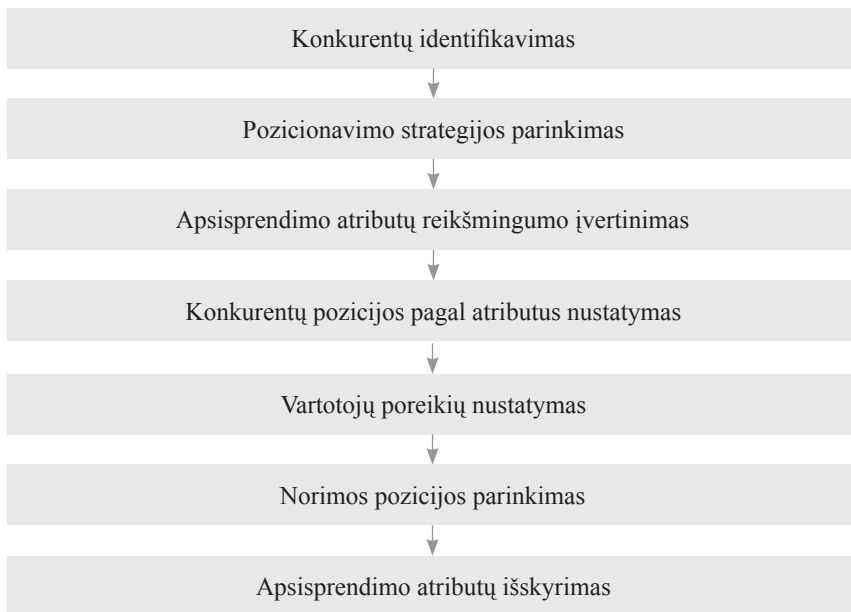 Konkurentų identifikavimas
Pozicionavimo strategijos parinkimas
Apsisprendimo atributų reikšmingumo įvertinimas
Konkurentų pozicijos pagal atributus nustatymas
Vartotojų poreikių nustatymas
Norimos pozicijos parinkimas
Apsisprendimo atributų išskyrimas